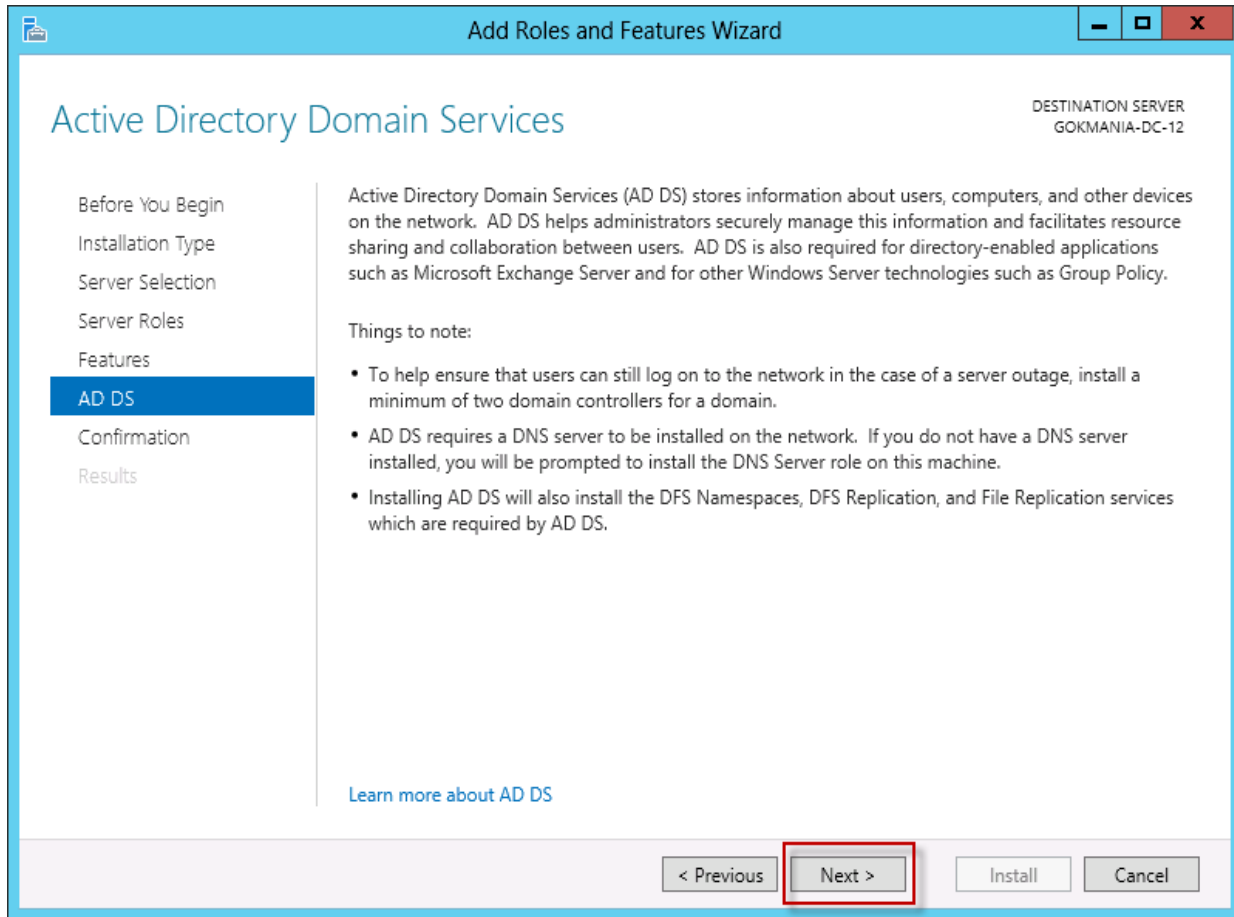 Add Roles and Features Wizard
x
Active Directory Domain Services
DESTINATION SERVER
GOKMANIA-DC-12
Before You Begin
Installation Type
Server Selection
Server Roles
Features
AD DS
Confirmation
Results
Active Directory Domain Services (AD DS) stores information about users, computers, and other devices
on the network.  AD DS helps administrators securely manage this information and facilitates resource
sharing and collaboration between users.  AD DS is also required for directory-enabled applications
such as Microsoft Exchange Server and for other Windows Server technologies such as Group Policy.
Things to note:
• To help ensure that users can still log on to the network in the case of a server outage, install a
minimum of two domain controllers for a domain.
• AD DS requires a DNS server to be installed on the network.  If you do not have a DNS server
installed, you will be prompted to install the DNS Server role on this machine.
• Installing AD DS will also install the DFS Namespaces, DFS Replication, and File Replication services
which are required by AD DS.
Learn more about AD DS
< Previous
Next >
Install
Cancel